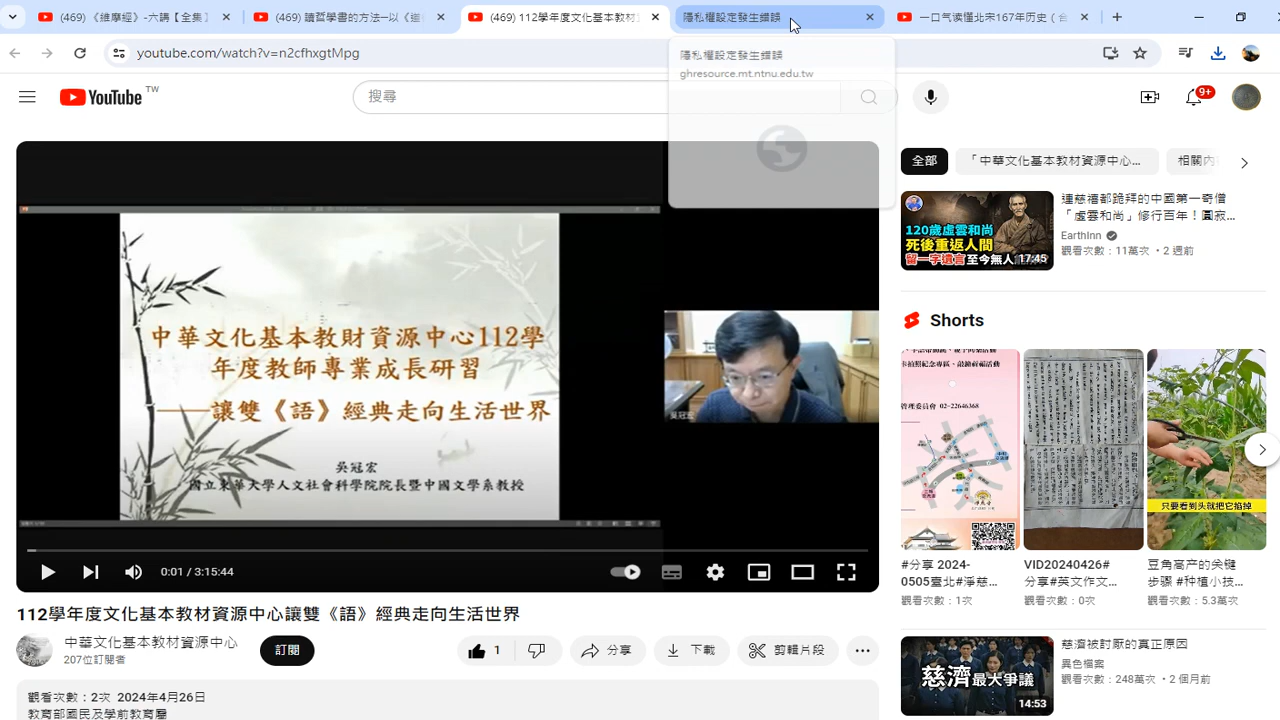 (469) 《維摩經》-六講【全集】
(469) 讀哲學書的方法—以《道
(469) 112學年度文化基本教材
隱私權設定發生錯誤
一口气读懂北宋167年历史（台
youtube.com/watch?v=n2cfhxgtMpg
隱私權設定發生錯誤
ghresource.mt.ntnu.edu.tw
YouTube TW
搜尋
9+
全部
「中華文化基本教材資源中心...
相關內
中華文化基本教財資源中心112學
年度教師專業成長研習
——讓雙《語》經典走向生活世界
吳冠宏
國立東華大學人文社會科學院院長暨中國文學系教授
吳冠宏
0:01 / 3:15:44
112學年度文化基本教材資源中心讓雙《語》經典走向生活世界
中華文化基本教材資源中心
207位訂閱者
訂閱
1
分享
下載
剪輯片段
觀看次數：2次 2024年4月26日
教育部國民及學前教育署
120歲虛雲和尚
死後重返人間
留一字遺言至今無人
17:45
連慈禧都跪拜的中國第一奇僧
「虛雲和尚」修行百年！圓寂...
EarthInn
觀看次數：11萬次 ・2 週前
Shorts
管理委員會 02-22646368
只要看到头就把它掐掉
#分享 2024-
0505臺北#淨慈...
觀看次數：1次
VID20240426#
分享#英文作文...
觀看次數：0次
豆角高产的关键
步骤 #种植小技...
觀看次數：5.3萬次
慈濟最大爭議
14:53
慈濟被討厭的真正原因
異色檔案
觀看次數：248萬次 ・2 個月前